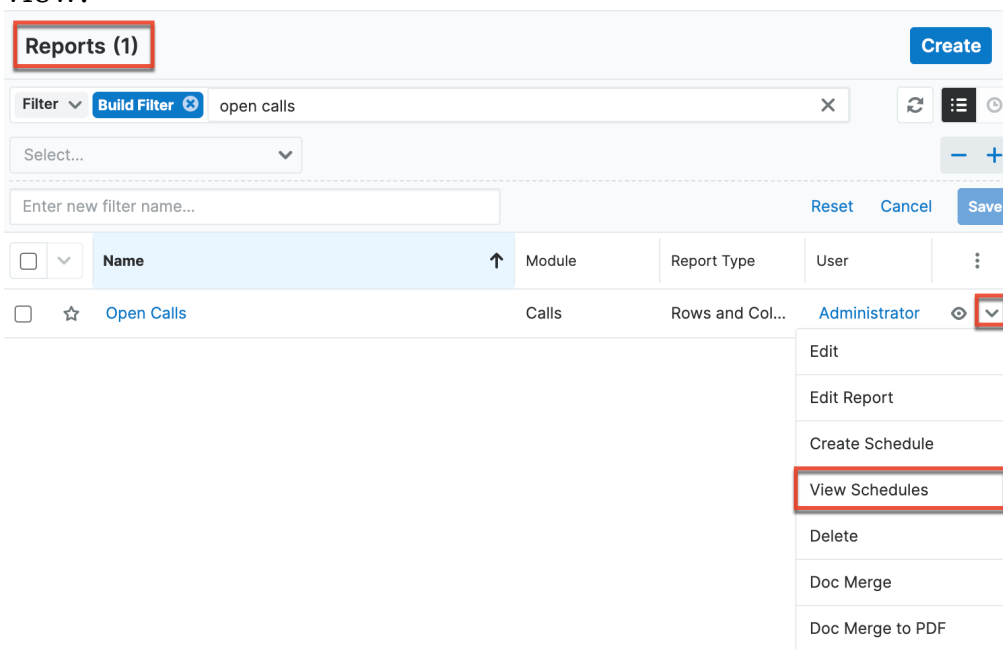 Reports (1)
Create
Filter
Build Filter
open calls
Select...
Enter new filter name...
Reset
Cancel
Save
Name
Module
Report Type
User
Open Calls
Calls
Rows and Col...
Administrator
Edit
Edit Report
Create Schedule
View Schedules
Delete
Doc Merge
Doc Merge to PDF